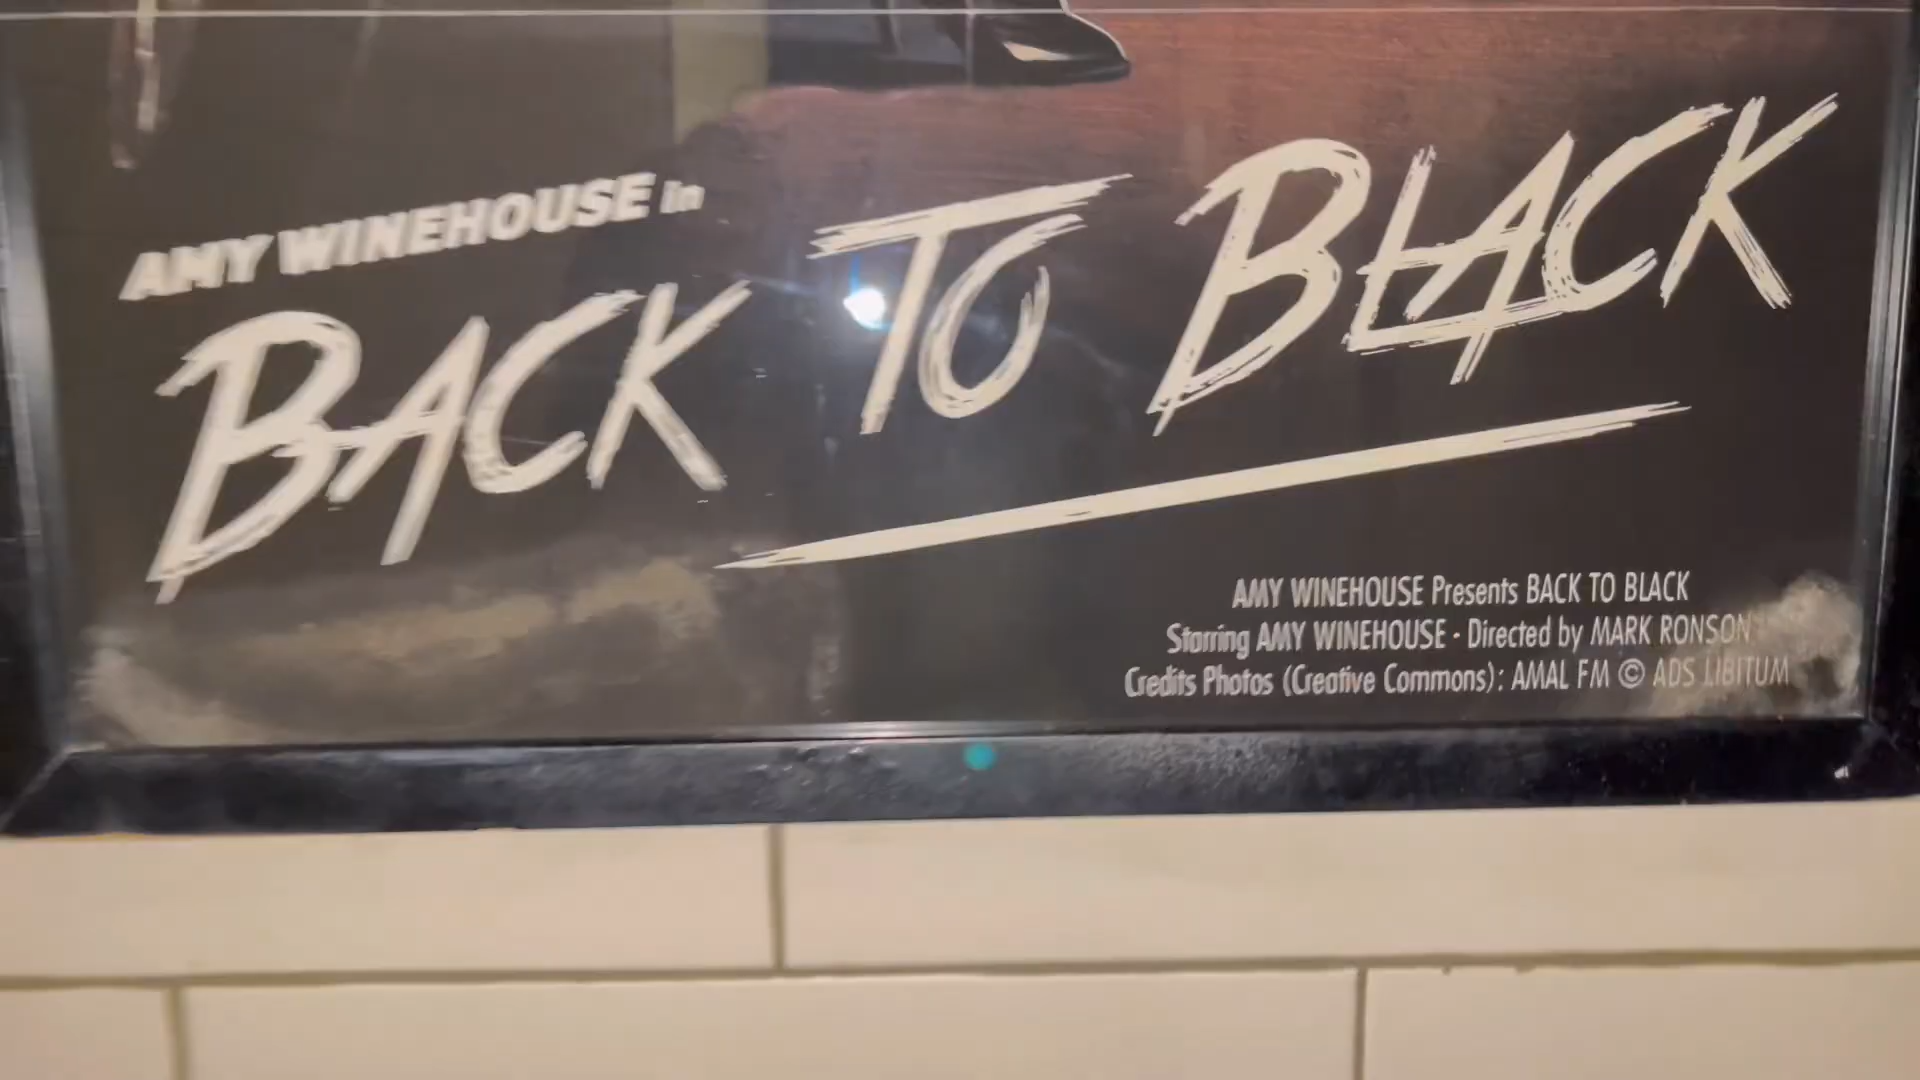 AMY WINEHOUSE in
BACK TO BLACK
AMY WINEHOUSE Presents BACK TO BLACK
Starring AMY WINEHOUSE · Directed by MARK RONSON
Credits Photos (Creative Commons): AMAL FM © ADS LIBITUM